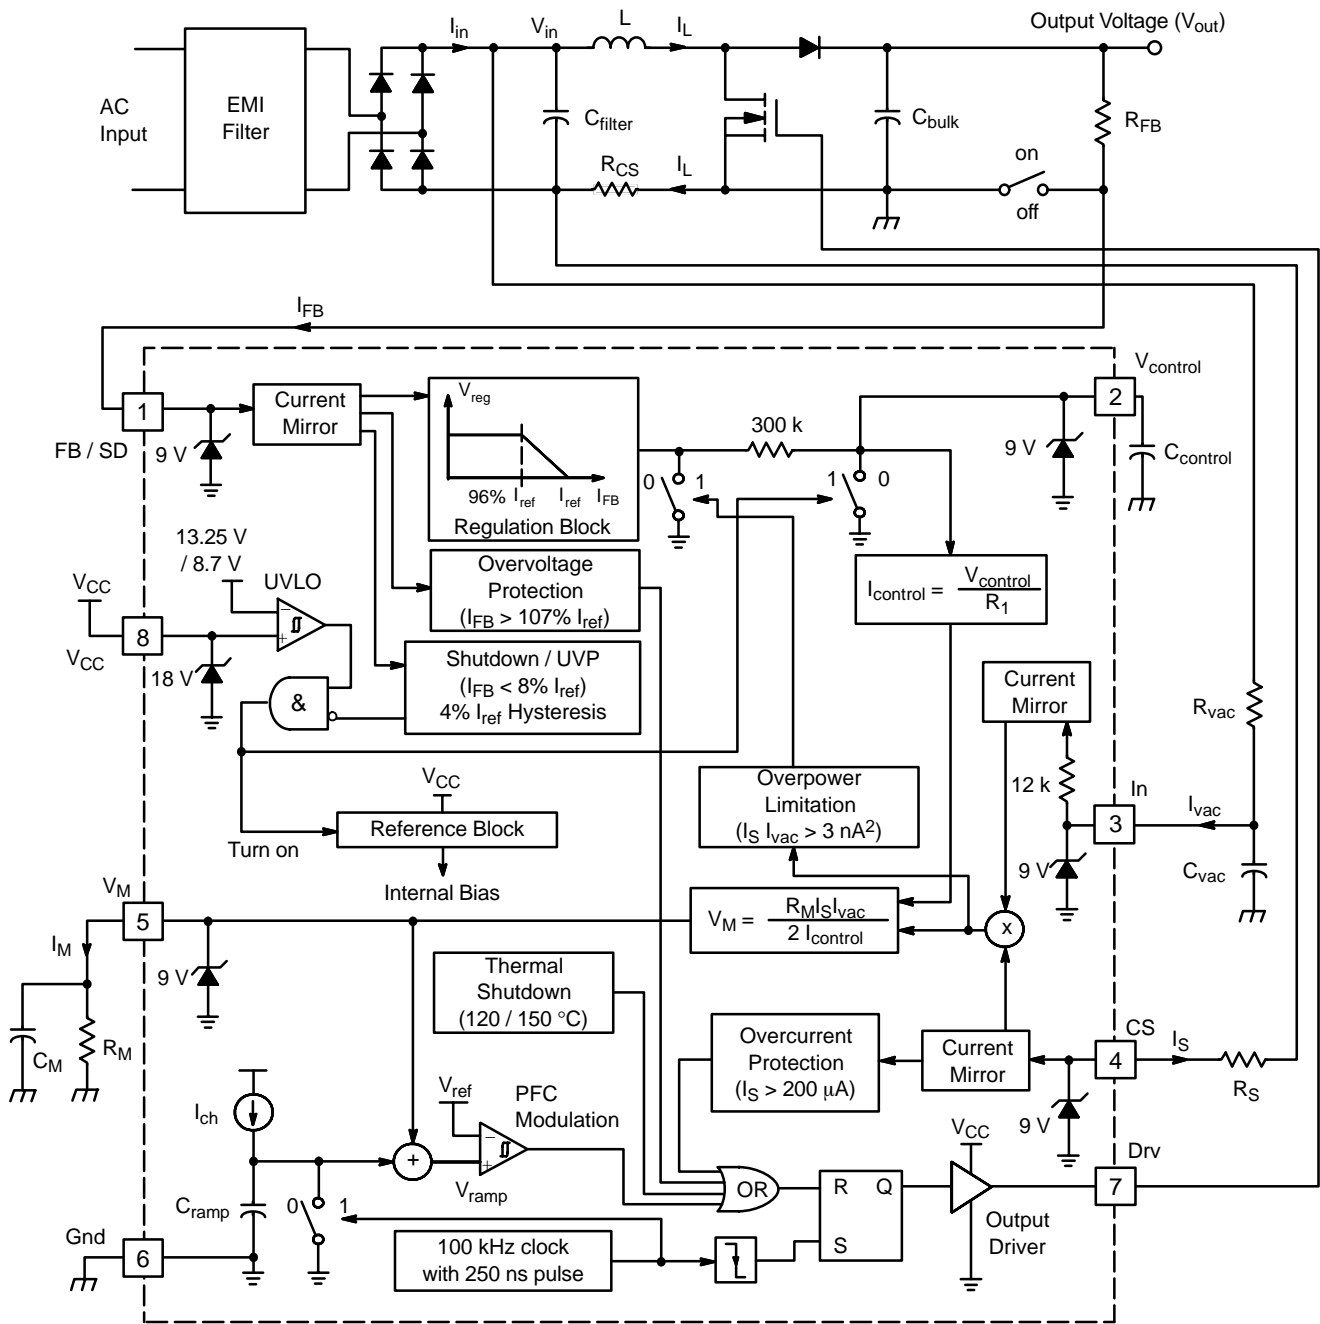 Output Voltage (Vout)
Iin
Vin
L
IL
AC
Input
EMI
Filter
Cfilter
Cbulk
RFB
RCS
IL
on
off
IFB
Vcontrol
1
FB / SD
9 V
Current
Mirror
Vreg
96% Iref
Iref
IFB
Regulation Block
300 k
0
1
1
0
9 V
2
Ccontrol
13.25 V
/ 8.7 V
UVLO
VCC
8
VCC
18 V
−
+
&
Overvoltage
Protection
(IFB > 107% Iref)
Shutdown / UVP
(IFB < 8% Iref)
4% Iref Hysteresis
Icontrol = Vcontrol
R1
Current
Mirror
Rvac
12 k
In
3
Ivac
9 V
Cvac
Overpower
Limitation
(IS Ivac > 3 nA2)
VCC
Reference Block
Turn on
Internal Bias
VM
5
IM
9 V
CM
RM
VM = RMISIvac
2 Icontrol
x
Thermal
Shutdown
(120 / 150 °C)
Overcurrent
Protection
(IS > 200 μA)
Current
Mirror
CS
4
IS
RS
9 V
Ich
Vref
PFC
Modulation
−
+
+
Vramp
Cramp
0
1
Gnd
6
OR
R
Q
S
VCC
Drv
7
Output
Driver
100 kHz clock
with 250 ns pulse